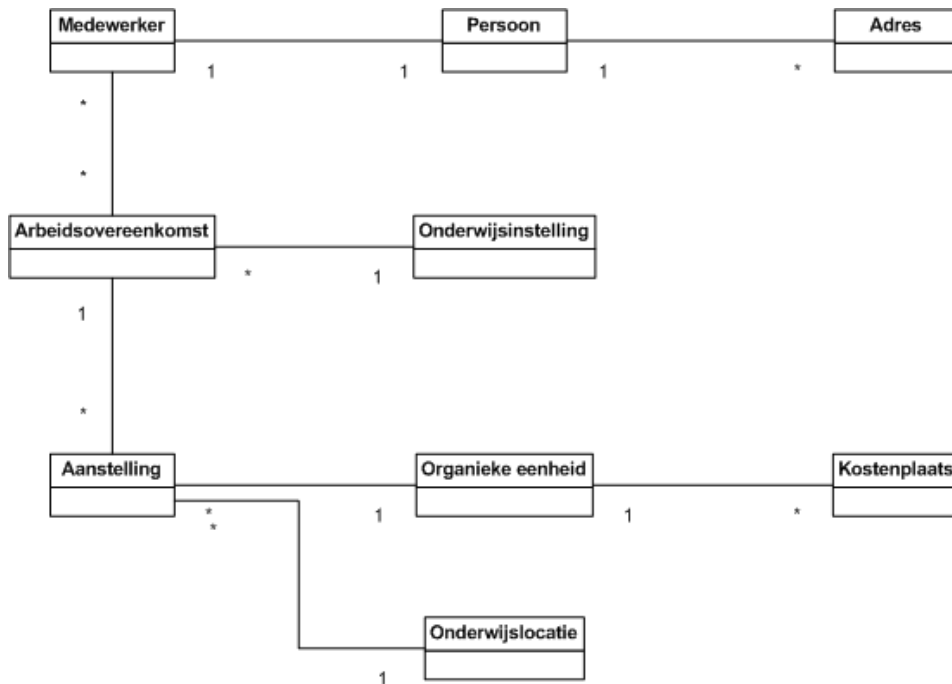 Medewerker
Persoon
Adres
1
1
1
*
*
*
Arbeidsovereenkomst
Onderwijsinstelling
*
1
1
*
Aanstelling
Organieke eenheid
Kostenplaats
*
1
1
*
*
Onderwijslocatie
1